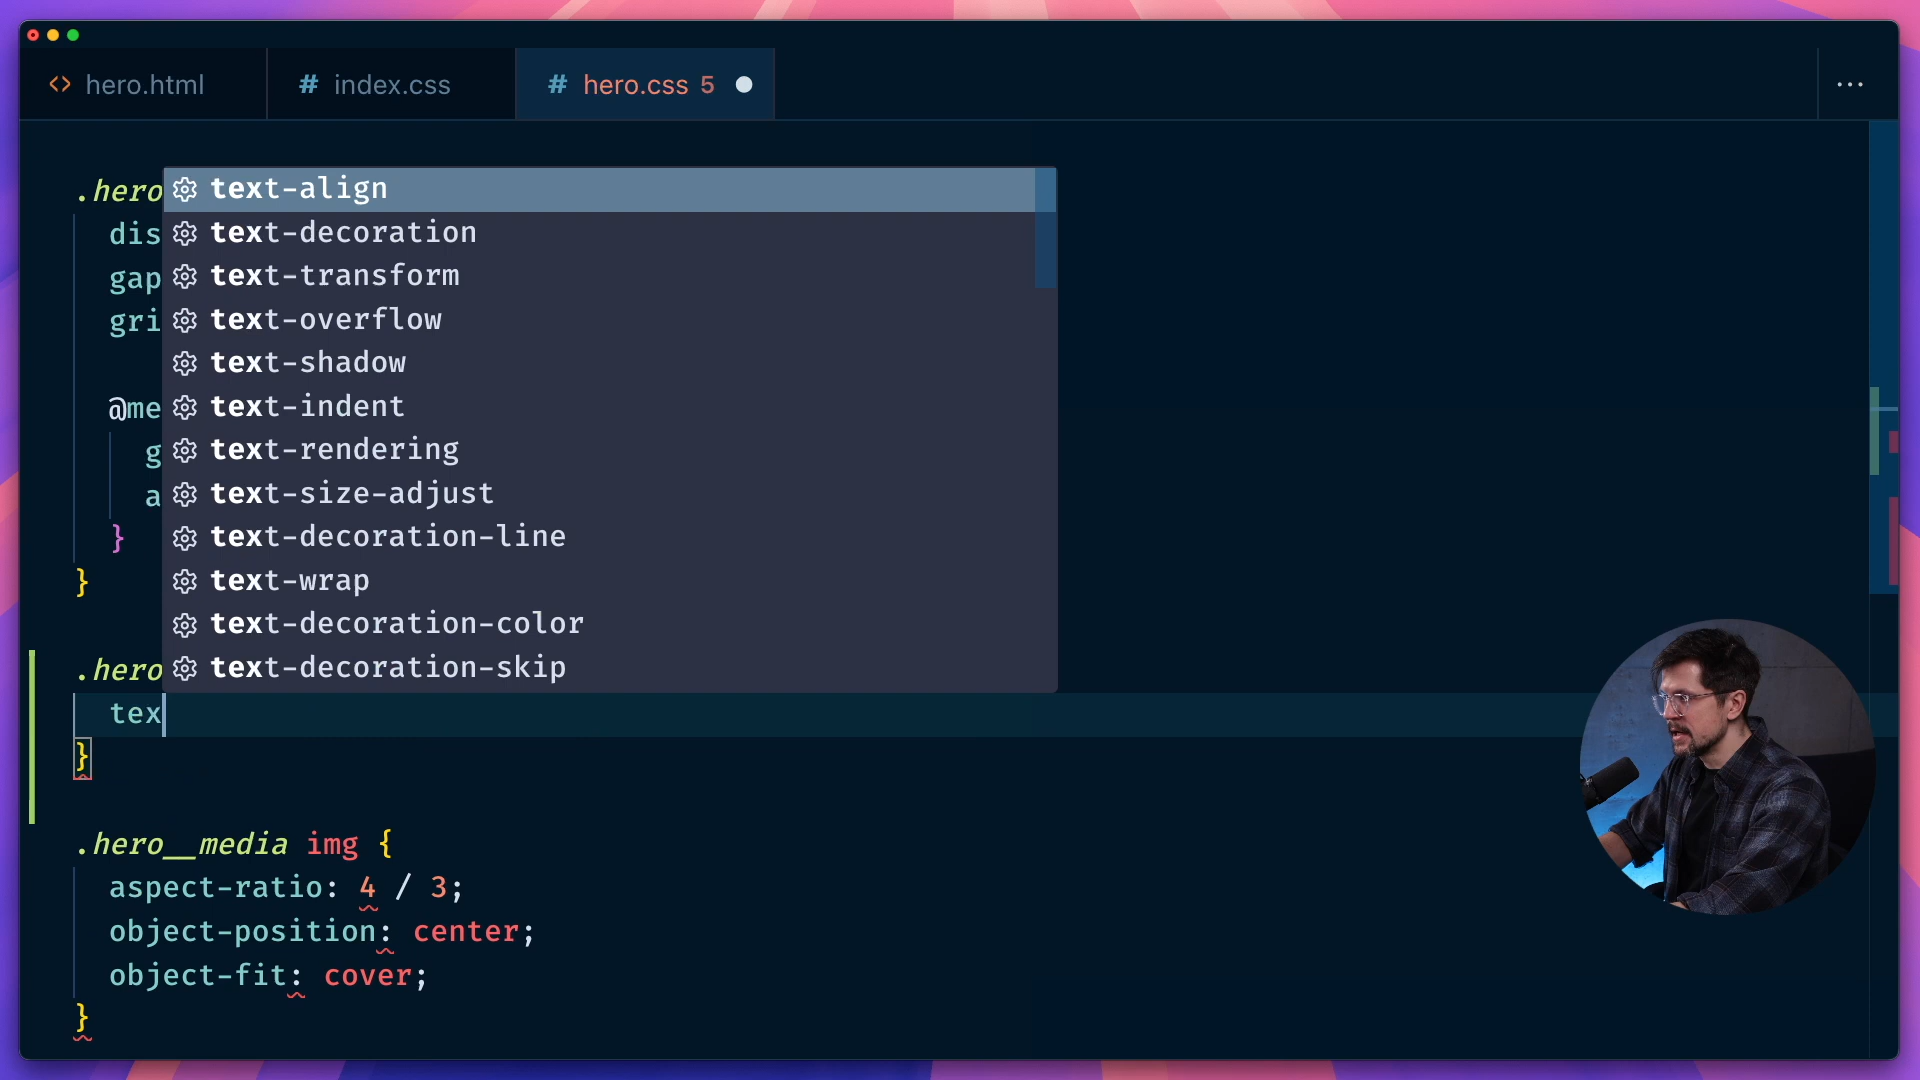 hero.html
# index.css
# hero.css 5
.hero
dis
gap
gri
@me
g
a
}
}
text-align
text-decoration
text-transform
text-overflow
text-shadow
text-indent
text-rendering
text-size-adjust
text-decoration-line
text-wrap
text-decoration-color
text-decoration-skip
.hero
tex
}
.hero__media img {
aspect-ratio: 4 / 3;
object-position: center;
object-fit: cover;
}